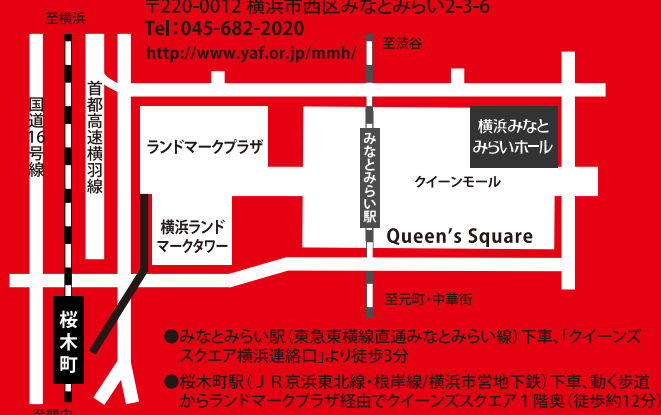 〒220-0012 横浜市西区みなとみらい2-3-6
至横浜
Tel：045-682-2020
http://www.yaf.or.jp/mmh/
至渋谷
国道16号線
首都高速横羽線
ランドマークプラザ
みなとみらい駅
横浜みなと
みらいホール
クイーンモール
横浜ランド
マークタワー
Queen's Square
至元町・中華街
桜木町
●みなとみらい駅（東急東横線直通みなとみらい線）下車、「クイーンズ
スクエア横浜連絡口」より徒歩3分
●桜木町駅（ＪＲ京浜東北線・根岸線/横浜市営地下鉄）下車、動く歩道
からランドマークプラザ経由でクイーンズスクエア１階奥（徒歩約12分）